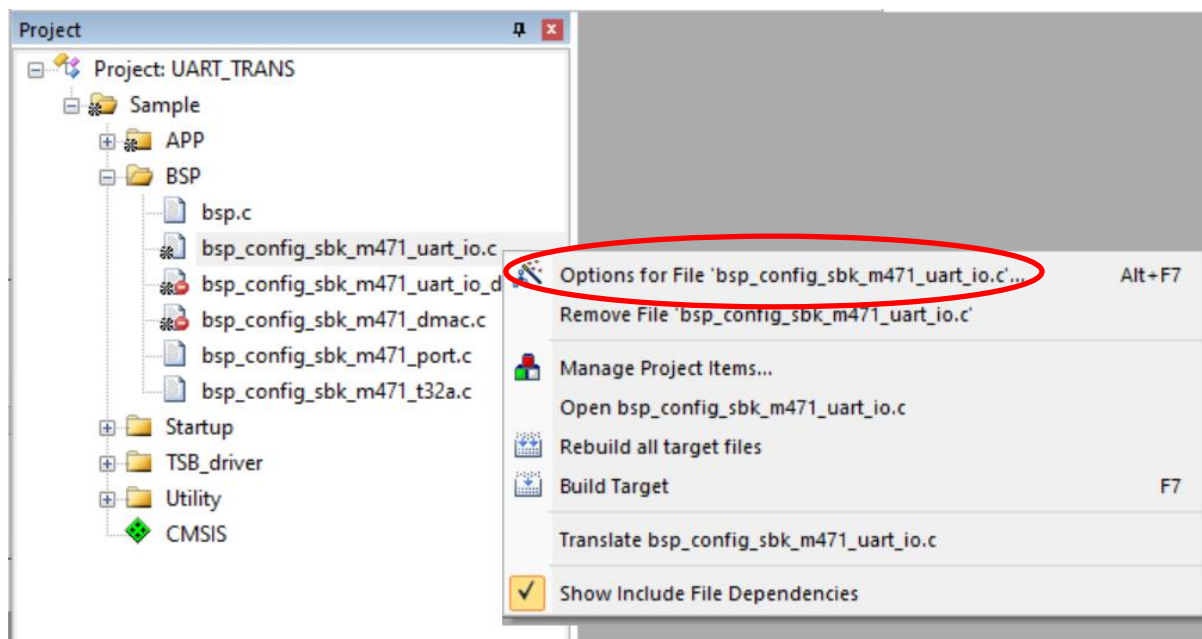 Project
Project: UART_TRANS
Sample
APP
BSP
bsp.c
bsp_config_sbk_m471_uart_io.c
bsp_config_sbk_m471_uart_io_d
bsp_config_sbk_m471_dmac.c
bsp_config_sbk_m471_port.c
bsp_config_sbk_m471_t32a.c
Startup
TSB_driver
Utility
CMSIS
Options for File 'bsp_config_sbk_m471_uart_io.c'... Alt+F7
Remove File 'bsp_config_sbk_m471_uart_io.c'
Manage Project Items...
Open bsp_config_sbk_m471_uart_io.c
Rebuild all target files
Build Target F7
Translate bsp_config_sbk_m471_uart_io.c
Show Include File Dependencies